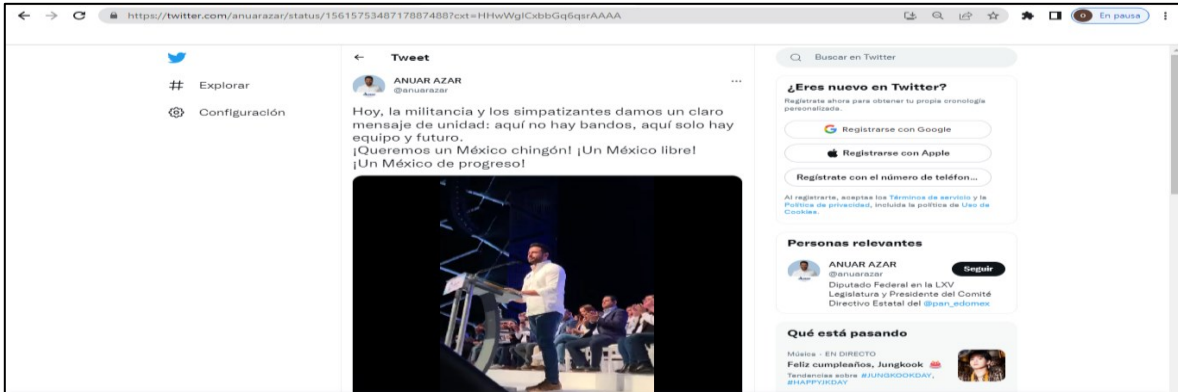 https://twitter.com/anuarazar/status/1561575348717887488?cxt=HHwWgICxbbGq6qsrAAAA
En pausa
Tweet
Explorar
Configuración
ANUAR AZAR
@anuarazar
Hoy, la militancia y los simpatizantes damos un claro
mensaje de unidad: aquí no hay bandos, aquí solo hay
equipo y futuro.
¡Queremos un México chingón! ¡Un México libre!
¡Un México de progreso!
Buscar en Twitter
¿Eres nuevo en Twitter?
Regístrate ahora para obtener tu propia cronología
personalizada.
Registrarse con Google
Registrarse con Apple
Regístrate con el número de teléfon...
Al registrarte, aceptas los Términos de servicio y la
Política de privacidad, incluida la política de Uso de
Cookies.
Personas relevantes
ANUAR AZAR
@anuarazar
Seguir
Diputado Federal en la LXV
Legislatura y Presidente del Comité
Directivo Estatal del @pan_edomex
Qué está pasando
Música · EN DIRECTO
Feliz cumpleaños, Jungkook 🎂
Tendencias sobre #JUNGKOOKDAY,
#HAPPYJKDAY